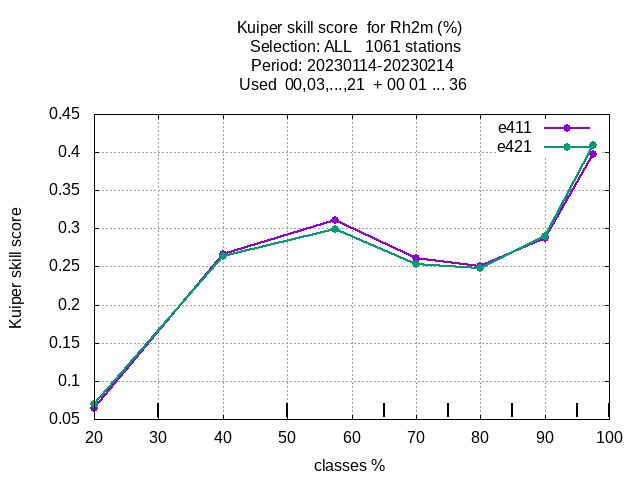 Kuiper skill score  for Rh2m (%)
Selection: ALL   1061 stations
Period: 20230114-20230214
Used  00,03,...,21  + 00 01 ... 36
0.45
0.4
0.35
0.3
0.25
0.2
0.15
0.1
0.05
Kuiper skill score
e411
e421
20 30 40 50 60 70 80 90 100
classes %